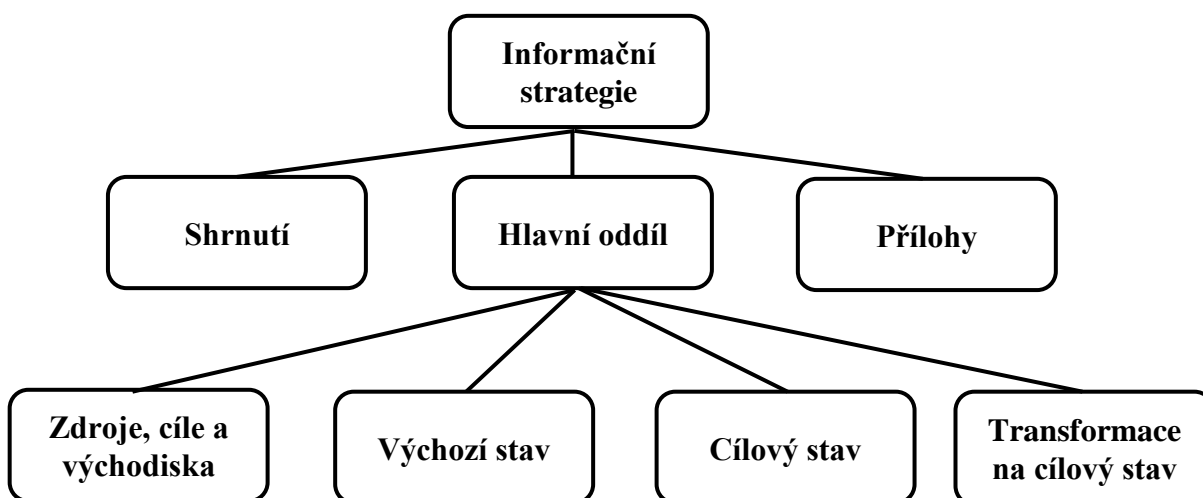 Informační
strategie
Shrnutí
Hlavní oddíl
Přílohy
Zdroje, cíle a
východiska
Výchozí stav
Cílový stav
Transformace
na cílový stav